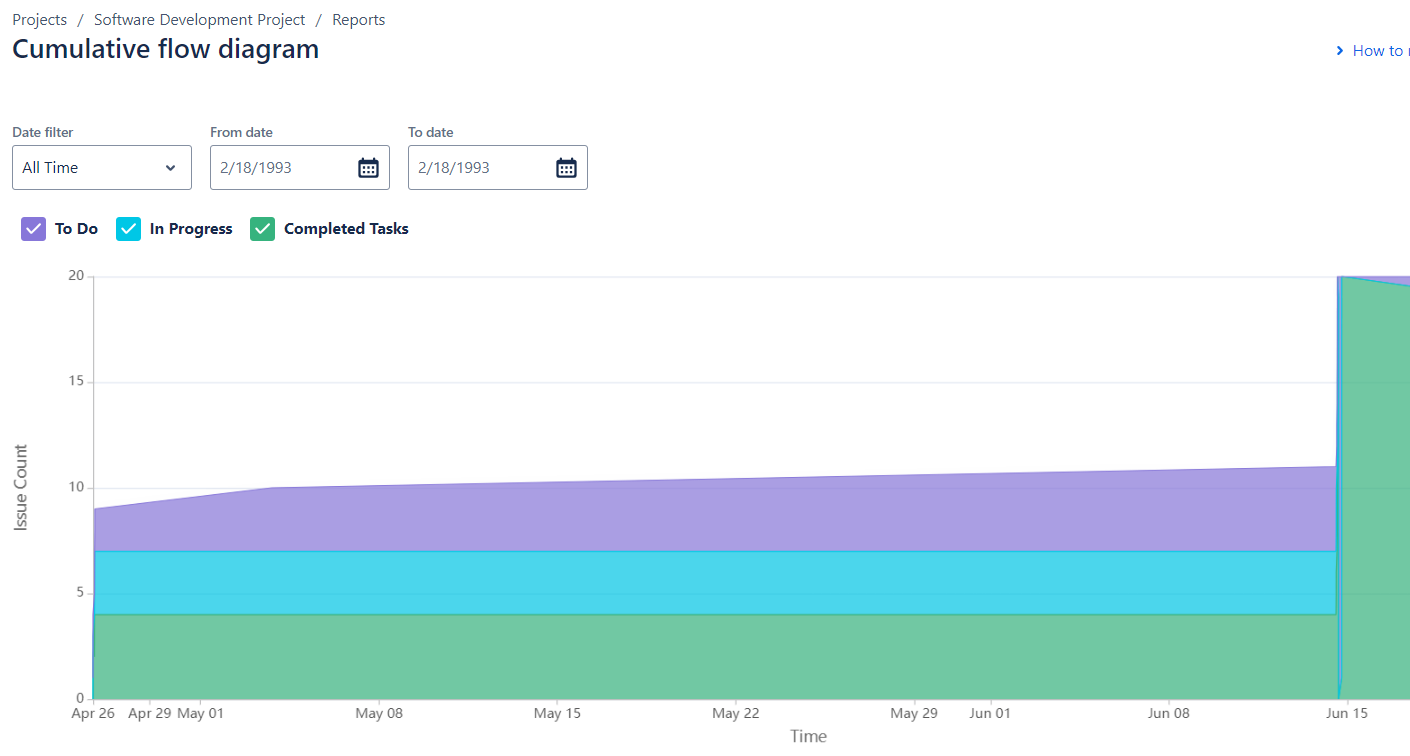 Projects / Software Development Project / Reports
Cumulative flow diagram
How to
Date filter
From date
To date
All Time
2/18/1993
2/18/1993
To Do
In Progress
Completed Tasks
20
15
10
5
0
Issue Count
Apr 26 Apr 29 May 01 May 08 May 15 May 22 May 29 Jun 01 Jun 08 Jun 15
Time